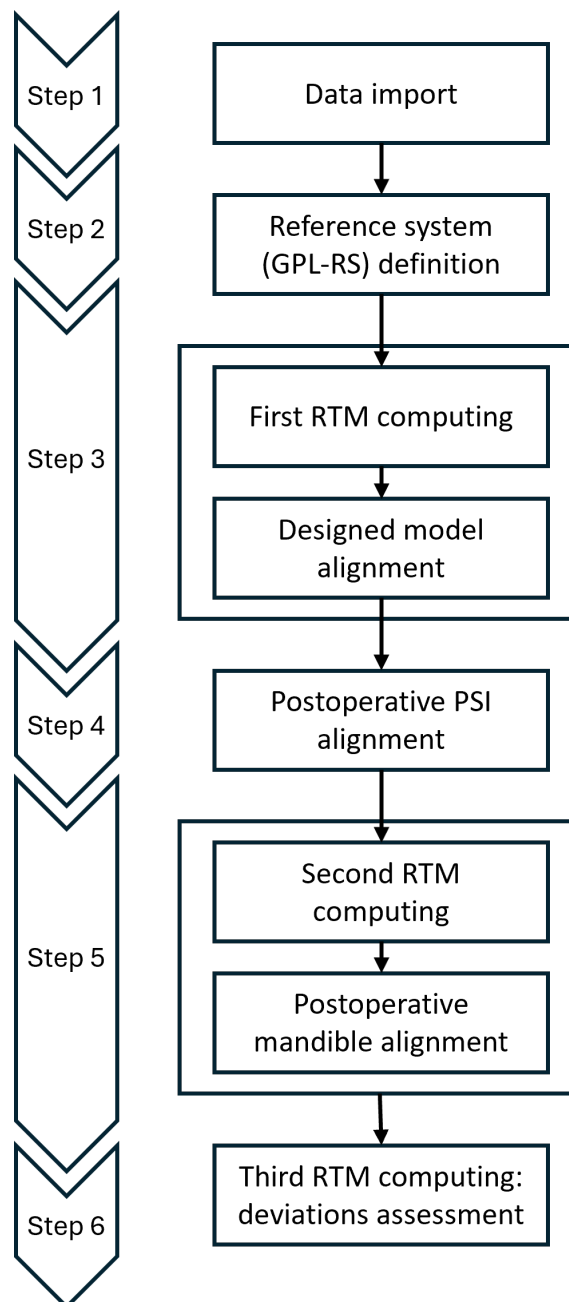 Step 1
Data import
Step 2
Reference system
(GPL-RS) definition
Step 3
First RTM computing
Designed model
alignment
Step 4
Postoperative PSI
alignment
Step 5
Second RTM
computing
Postoperative
mandible alignment
Step 6
Third RTM computing:
deviations assessment